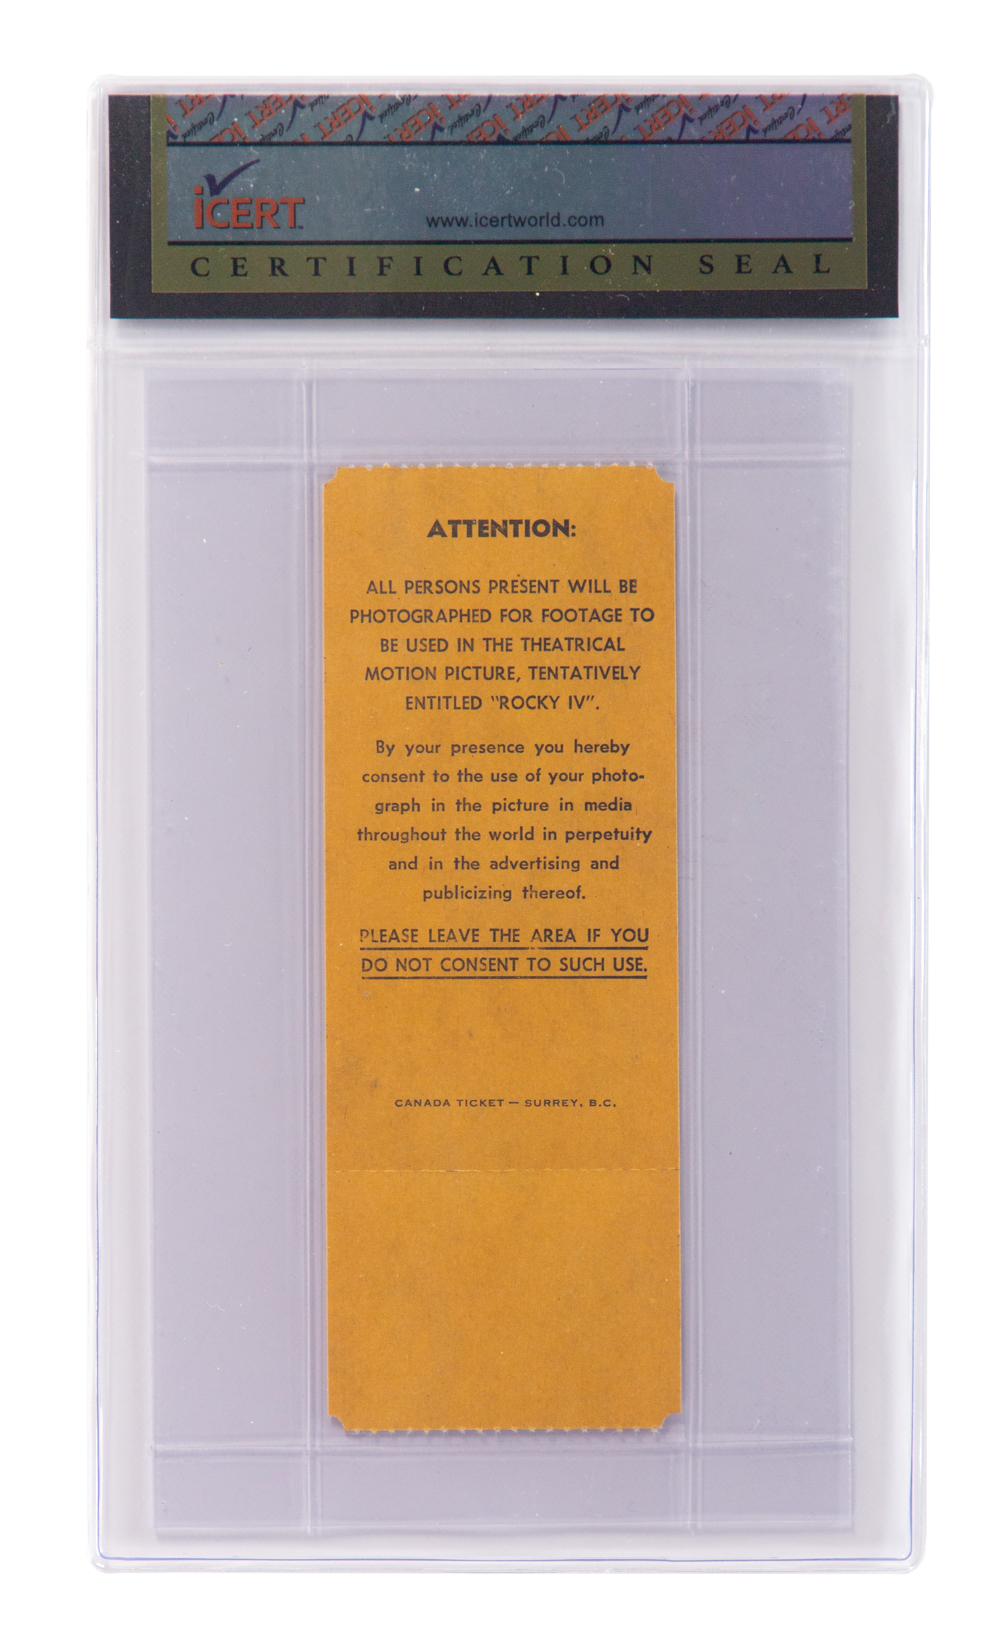 iCERT
www.icertworld.com
CERTIFICATION SEAL
ATTENTION:
ALL PERSONS PRESENT WILL BE
PHOTOGRAPHED FOR FOOTAGE TO
BE USED IN THE THEATRICAL
MOTION PICTURE, TENTATIVELY
ENTITLED "ROCKY IV".
By your presence you hereby
consent to the use of your photo-
graph in the picture in media
throughout the world in perpetuity
and in the advertising and
publicizing thereof.
PLEASE LEAVE THE AREA IF YOU
DO NOT CONSENT TO SUCH USE.
CANADA TICKET — SURREY, B.C.